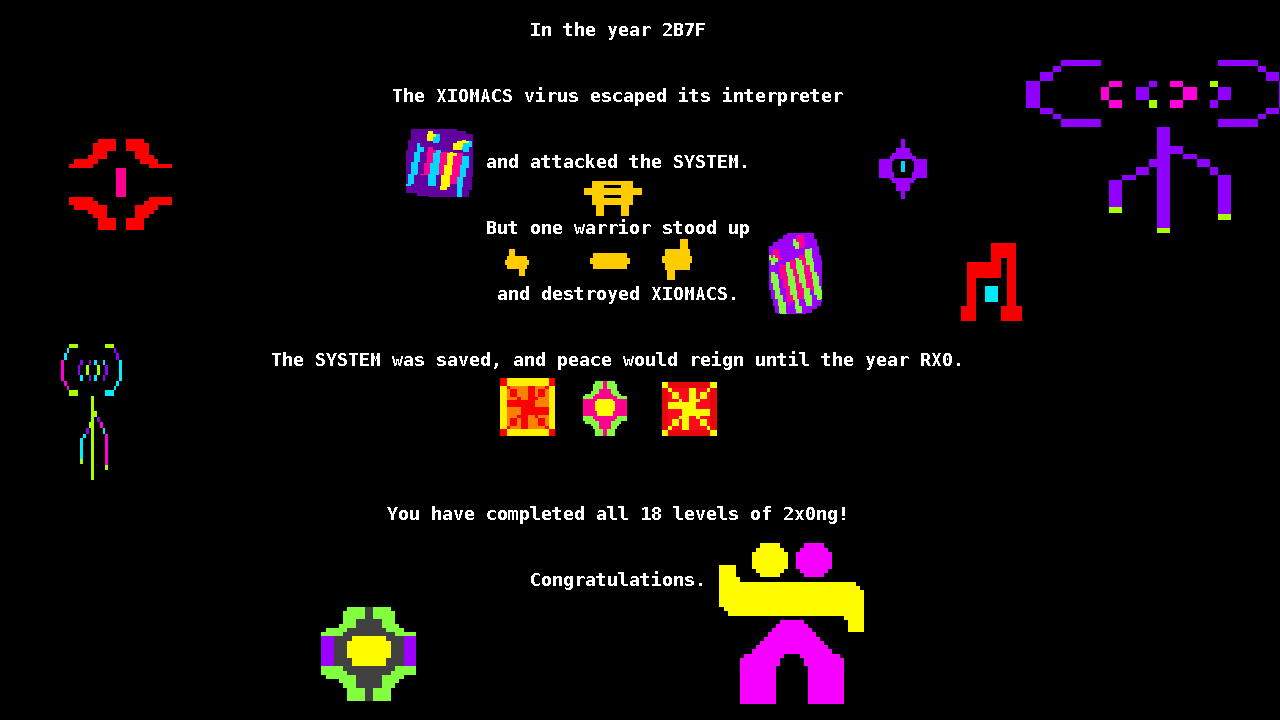 In the year 2B7F
The XIOMACS virus escaped its interpreter
and attacked the SYSTEM.
But one warrior stood up
and destroyed XIOMACS.
The SYSTEM was saved, and peace would reign until the year RX0.
You have completed all 18 levels of 2x0ng!
Congratulations.